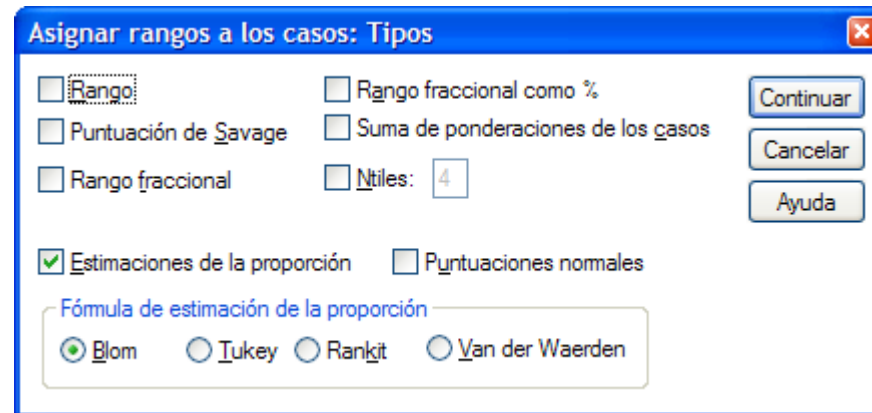 Asignar rangos a los casos: Tipos
Rango
Rango fraccional como %
Continuar
Puntuación de Savage
Suma de ponderaciones de los casos
Cancelar
Rango fraccional
Ntiles: 4
Ayuda
Estimaciones de la proporción
Puntuaciones normales
Fórmula de estimación de la proporción
Blom
Tukey
Rankit
Van der Waerden